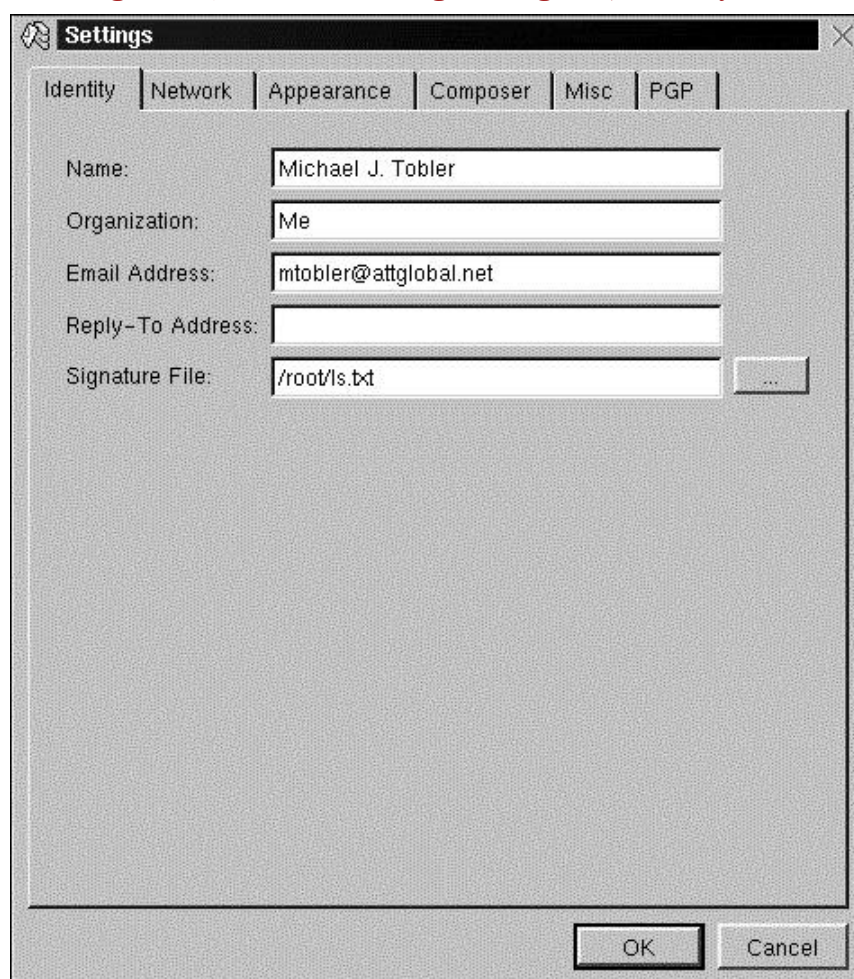 Settings
Identity Network Appearance Composer Misc PGP
Name: Michael J. Tobler
Organization: Me
Email Address: mtobler@attglobal.net
Reply-To Address:
Signature File: /root/ls.txt ...
OK Cancel